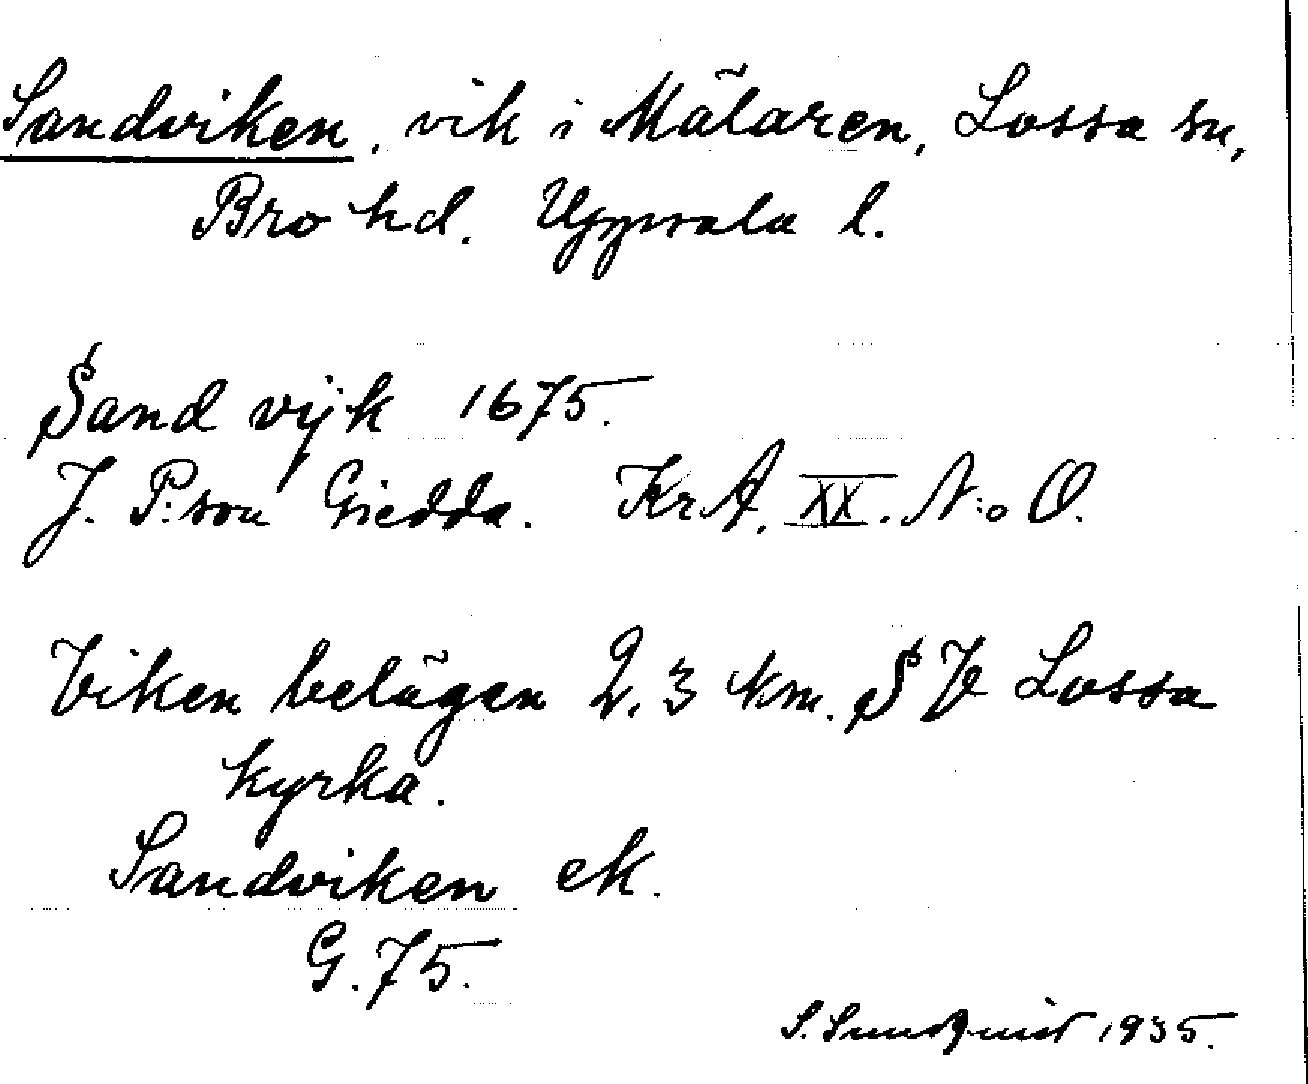 Sandviken, vik i Mälaren, Lossa sn,
Bro hd. Uppsala l.
Sand vijk 1675.
J. P:son Giedda. KrA. XX. N:o O.
Viken belägen 2,3 km. SV Lossa
kyrka.
Sandviken ek.
G. 75.
S. Sundquist 1935.